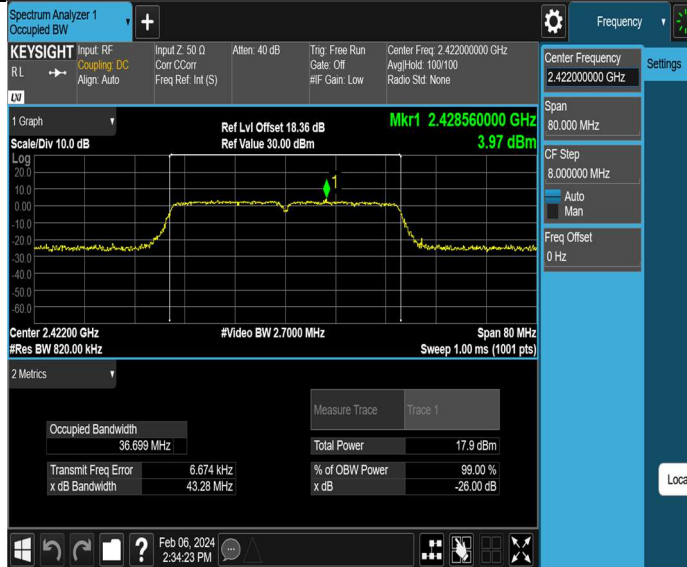 Spectrum Analyzer 1
Occupied BW
+
Frequency
KEYSIGHT
Input: RF
Coupling: DC
Align: Auto
Input Z: 50 Ω
Corr CCorr
Freq Ref: Int (S)
Atten: 40 dB
Trig: Free Run
Gate: Off
#IF Gain: Low
Center Freq: 2.422000000 GHz
Avg|Hold: 100/100
Radio Std: None
R L
LXI
1 Graph
Scale/Div 10.0 dB
Ref Lvl Offset 18.36 dB
Ref Value 30.00 dBm
Mkr1 2.428560000 GHz
3.97 dBm
Log
20.0
10.0
0.00
-10.0
-20.0
-30.0
-40.0
-50.0
-60.0
1
Center 2.42200 GHz
#Res BW 820.00 kHz
#Video BW 2.7000 MHz
Span 80 MHz
Sweep 1.00 ms (1001 pts)
2 Metrics
Measure Trace
Trace 1
Occupied Bandwidth
36.699 MHz
Total Power
17.9 dBm
Transmit Freq Error
6.674 kHz
% of OBW Power
99.00 %
x dB Bandwidth
43.28 MHz
x dB
-26.00 dB
Center Frequency
2.422000000 GHz
Settings
Span
80.000 MHz
CF Step
8.000000 MHz
Auto
Man
Freq Offset
0 Hz
Loca
?
Feb 06, 2024
2:34:23 PM